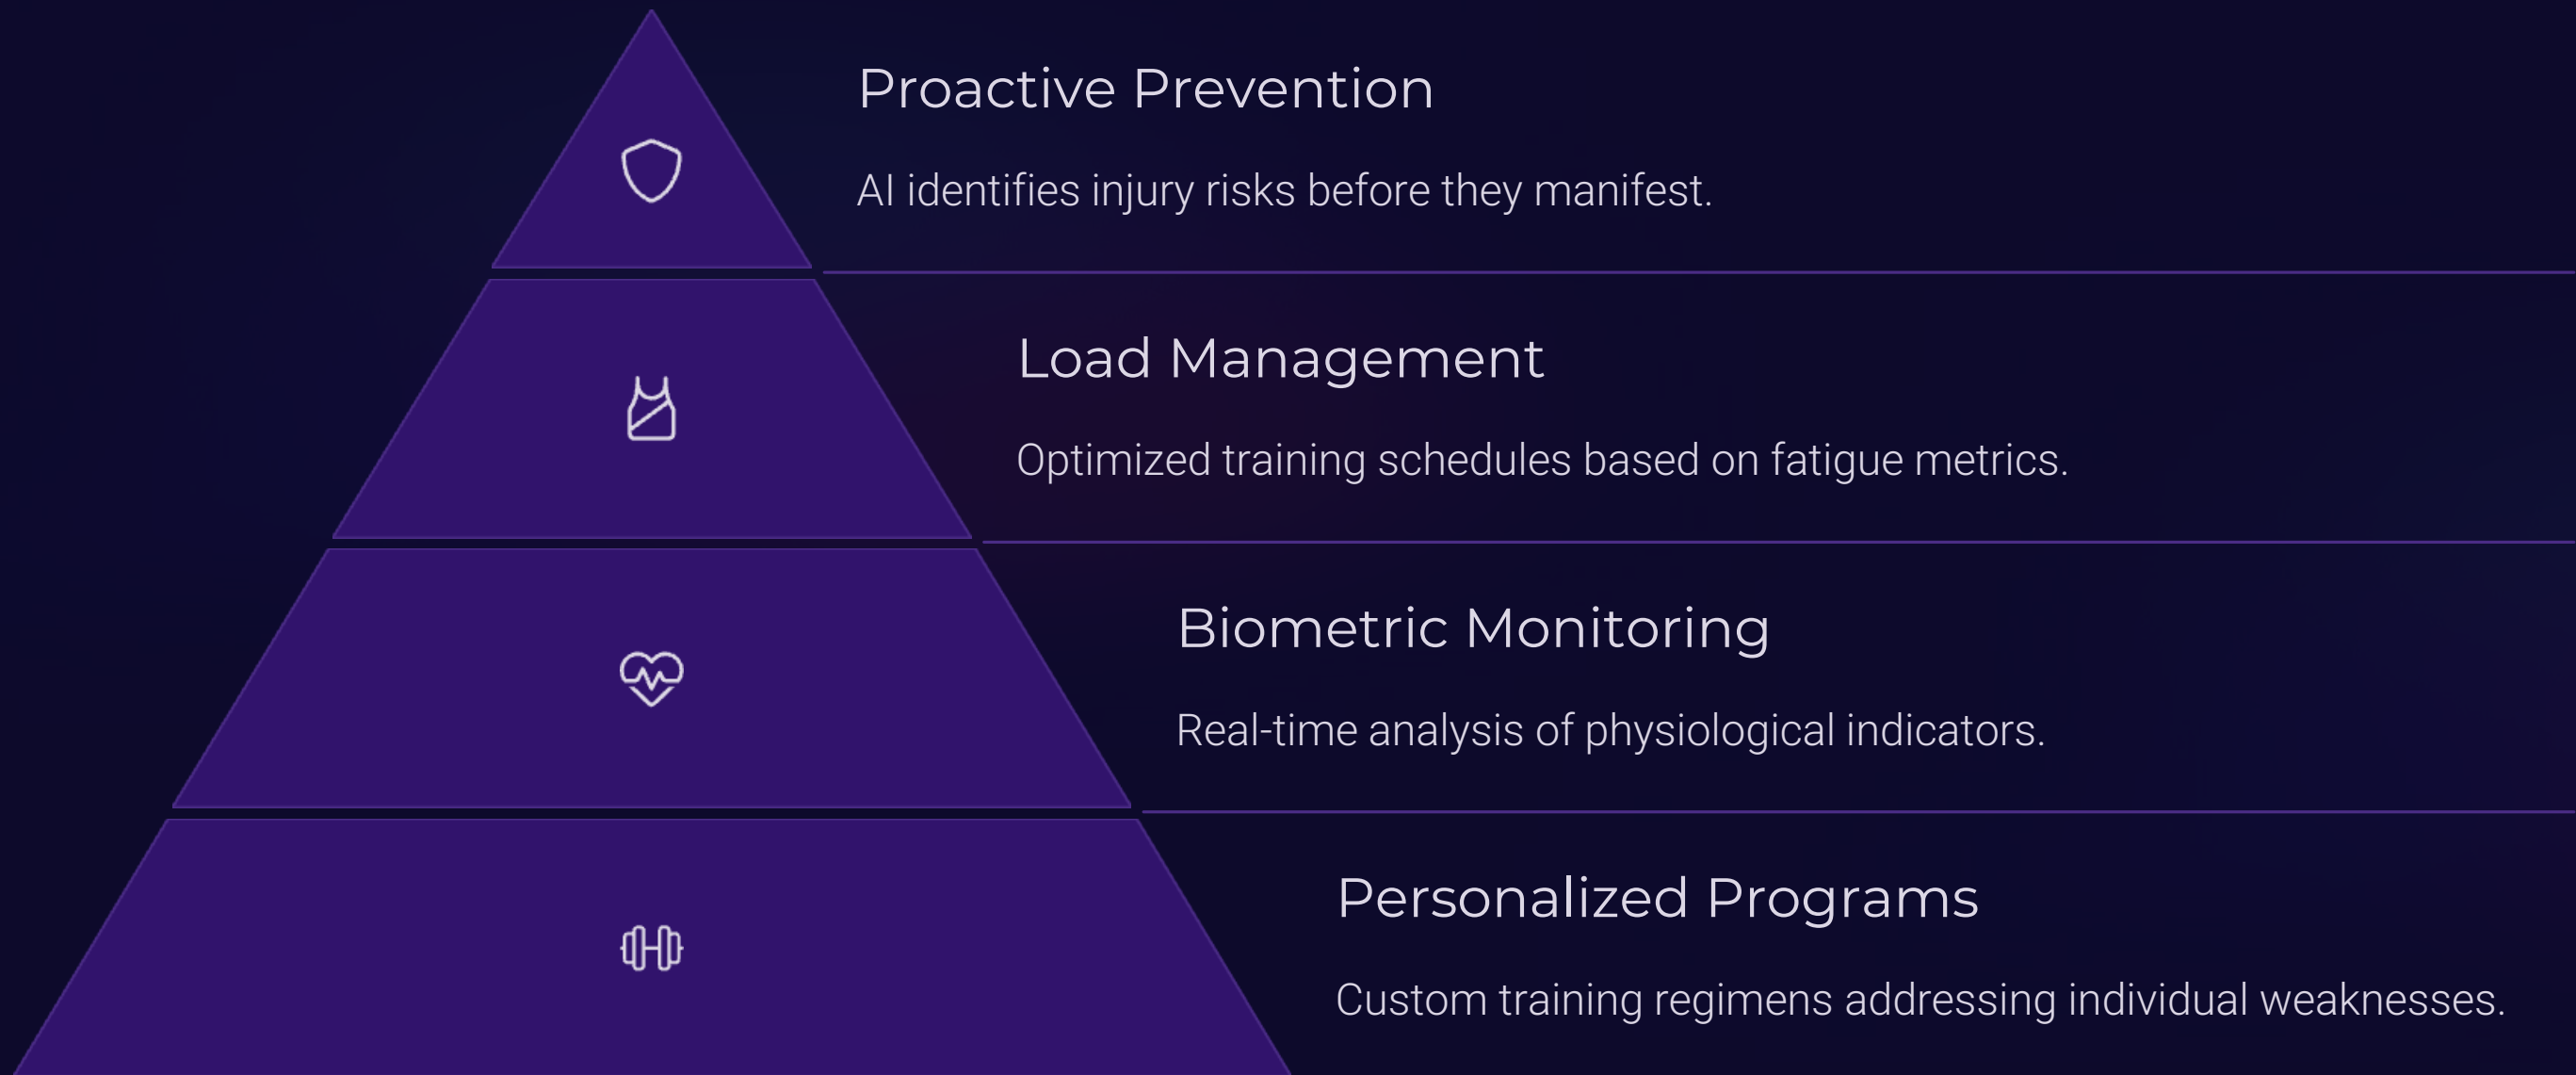 Proactive Prevention
AI identifies injury risks before they manifest.
Load Management
Optimized training schedules based on fatigue metrics.
Biometric Monitoring
Real-time analysis of physiological indicators.
Personalized Programs
Custom training regimens addressing individual weaknesses.